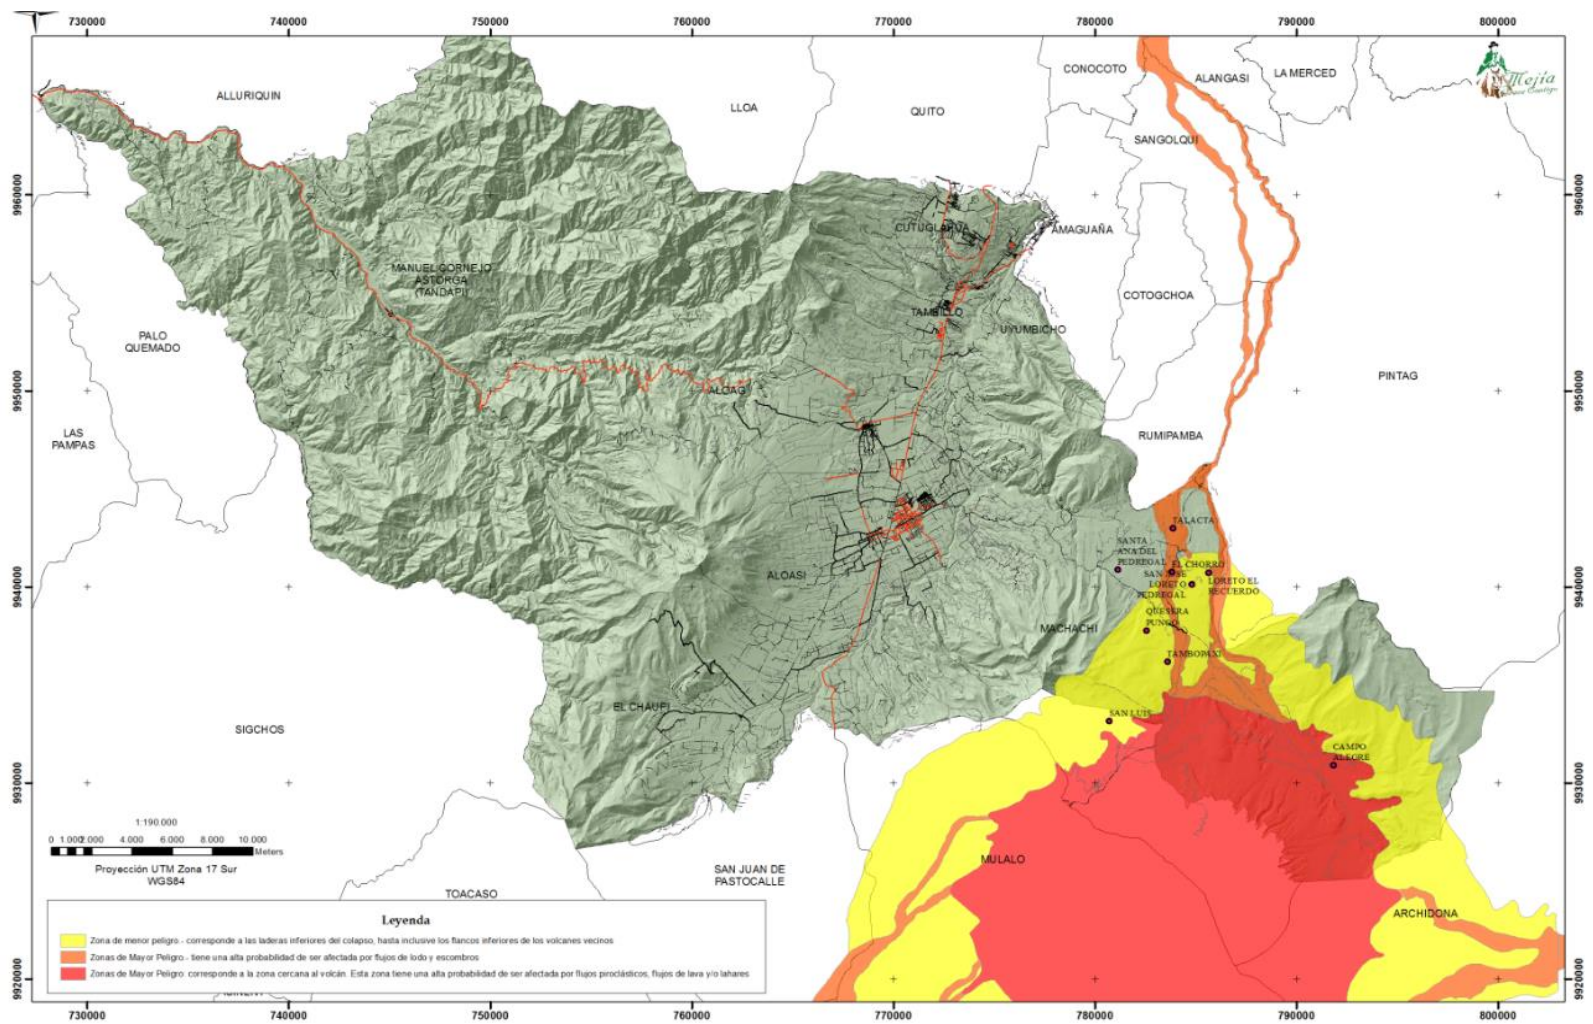 730000 740000 750000 760000 770000 780000 790000 800000
Mejía
CONOCOTO
ALANGASI
LA MERCED
ALLURIQUIN
LLOA
QUITO
SANGOLQUI
9960000
9960000
CUTUGLAHUA
AMAGUAÑA
MANUEL CORNEJO
ASTORGA
(TANDAPI)
COTOGCHOA
TAMBILLO
UYUMBICHO
PALO
QUEMADO
PINTAG
9950000
ALOAG
9950000
LAS
PAMPAS
RUMIPAMBA
TALACTA
SANTA
ANA DEL
PEDREGAL
EL CHORRO
SAN JOSE
LORETO
PEDREGAL
LORETO EL
RECUERDO
ALOASI
9940000
9940000
QUESERA
PUNGO
MACHACHI
TAMBOPAXI
EL CHAUPI
SAN LUIS
SIGCHOS
CAMPO
ALEGRE
9930000
9930000
1:190.000
0 1.000 2.000 4.000 6.000 8.000 10.000
Meters
Proyección UTM Zona 17 Sur
WGS84
MULALO
SAN JUAN DE
PASTOCALLE
TOACASO
ARCHIDONA
Leyenda
Zona de menor peligro.- corresponde a las laderas inferiores del colapso, hasta inclusive los flancos inferiores de los volcanes vecinos
Zonas de Mayor Peligro.- tiene una alta probabilidad de ser afectada por flujos de lodo y escombros
Zonas de Mayor Peligro: corresponde a la zona cercana al volcán. Esta zona tiene una alta probabilidad de ser afectada por flujos proclásticos, flujos de lava y/o lahares
9920000
9920000
730000 740000 750000 760000 770000 780000 790000 800000